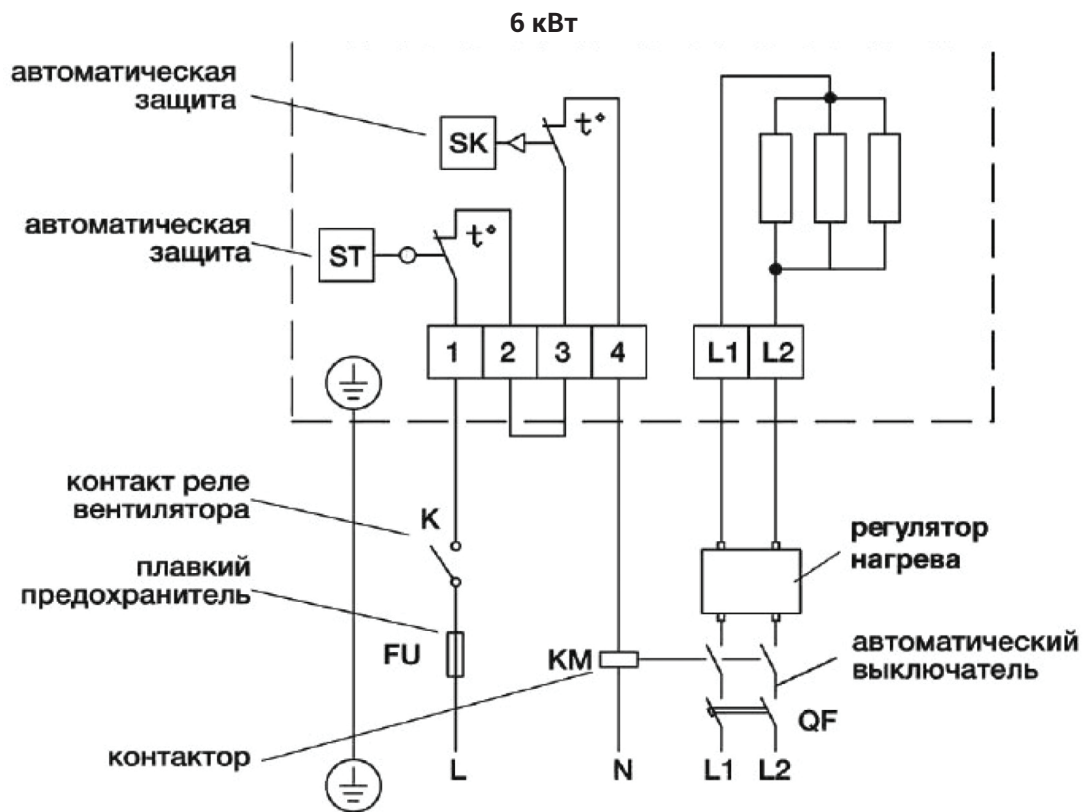 6 кВт
автоматическая
защита
SK
t°
автоматическая
защита
ST
t°
1 2 3 4 L1 L2
контакт реле
вентилятора
K
регулятор
нагрева
плавкий
предохранитель
FU
KM
автоматический
выключатель
QF
контактор
L N L1 L2